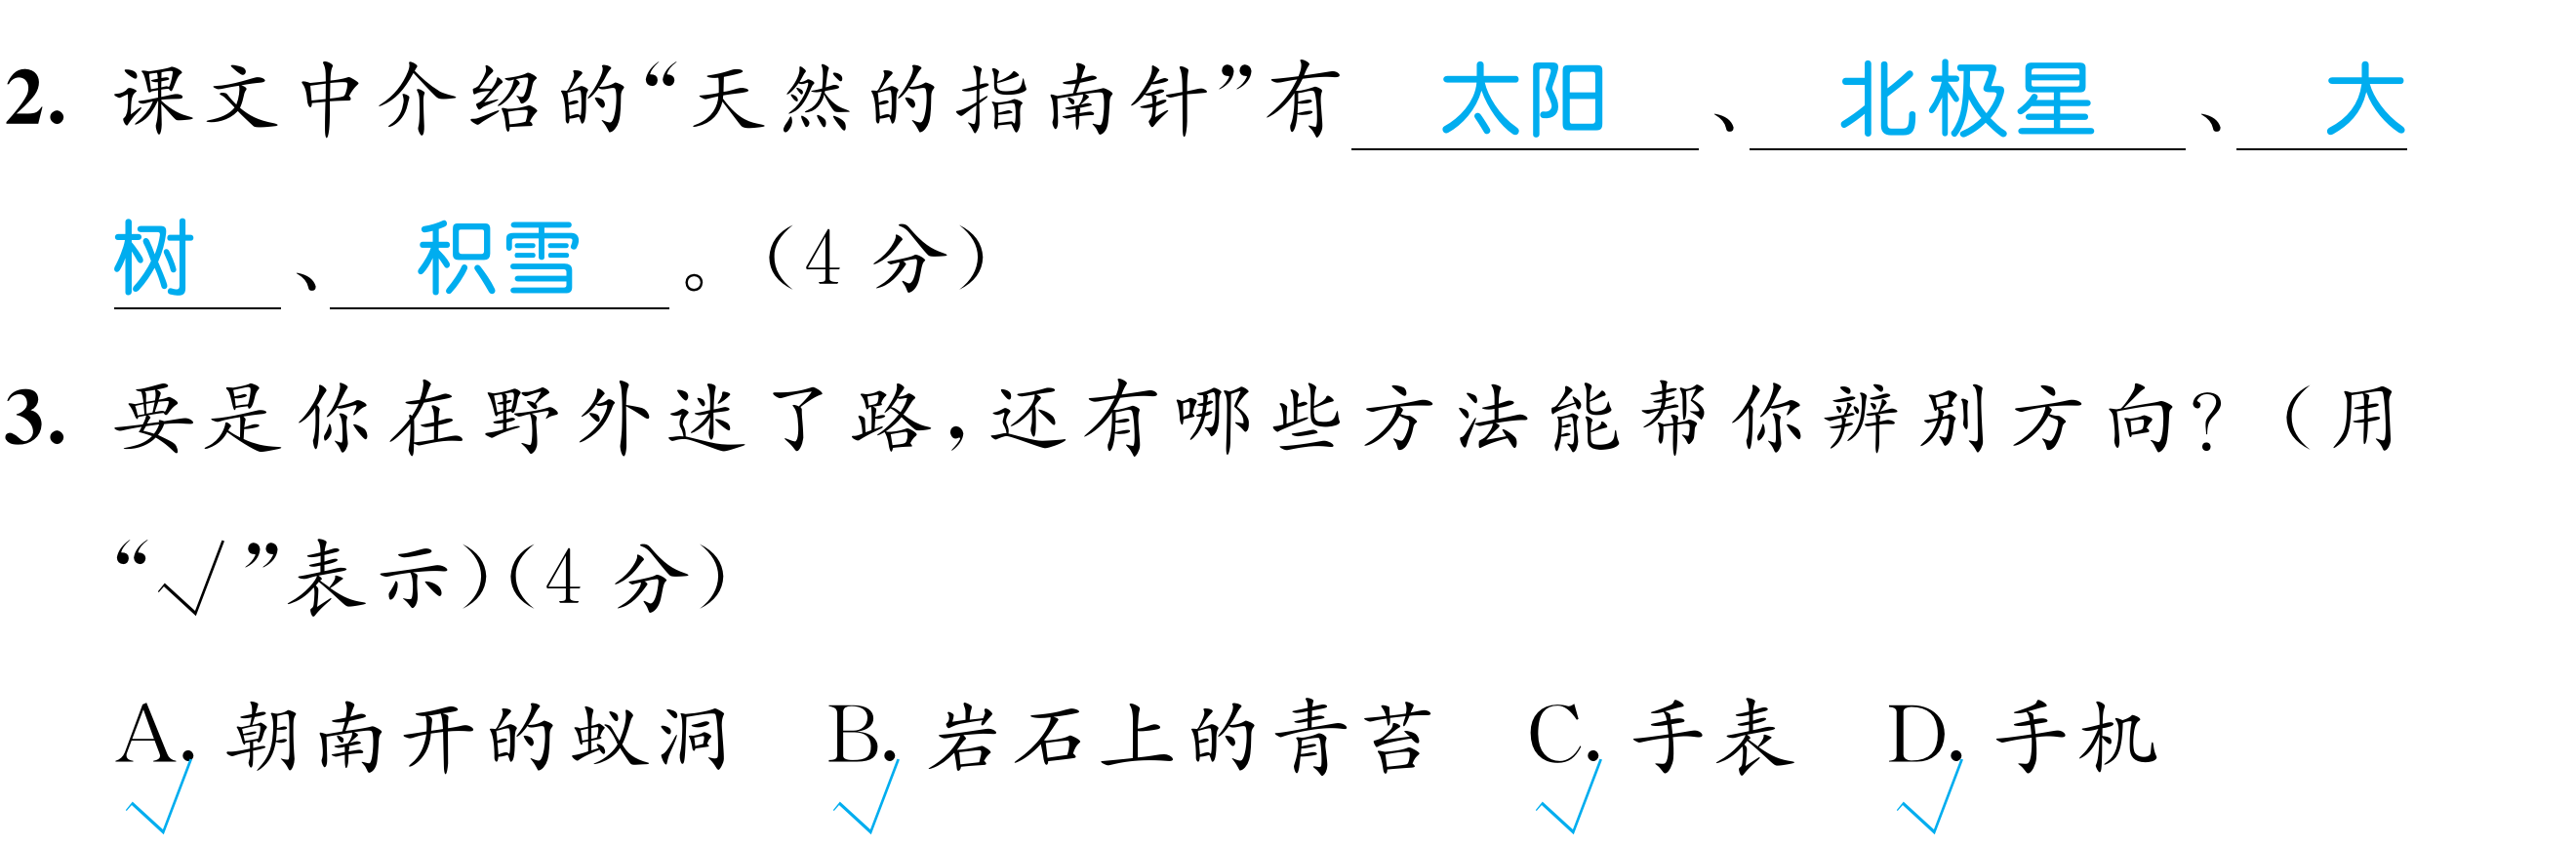 2. 课文中介绍的“天然的指南针”有 太阳 、 北极星 、 大
树 、 积雪 。（4 分）
3. 要是你在野外迷了路,还有哪些方法能帮你辨别方向?（用
“√”表示)(4 分）
A. 朝南开的蚁洞 B. 岩石上的青苔 C. 手表 D. 手机
√ √ √ √